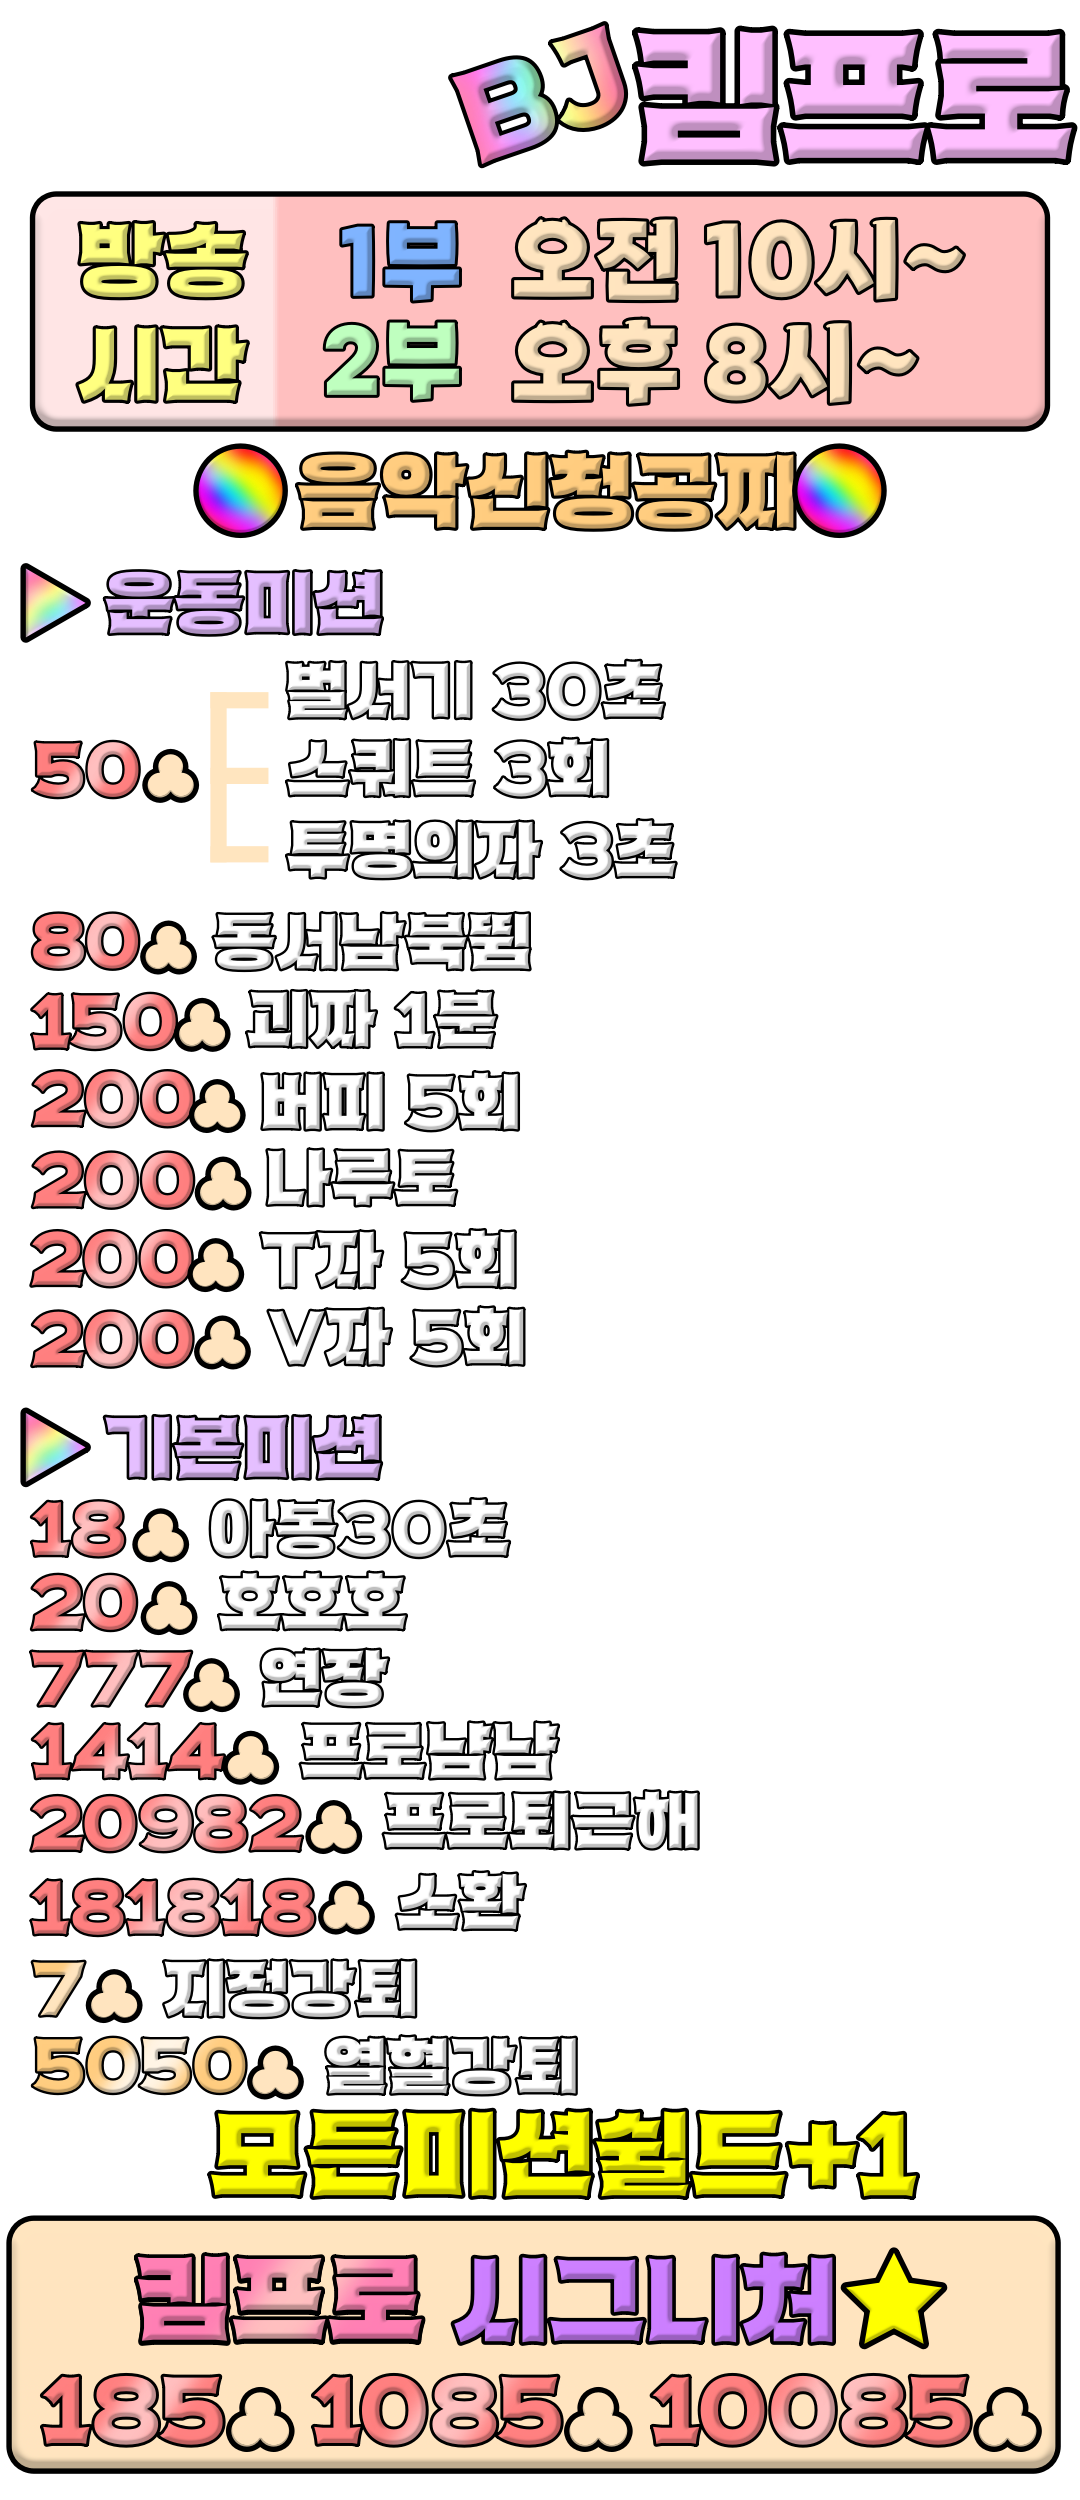 BJ킴프로
방송 1부 오전 10시~
시간 2부 오후 8시~
음악신청공짜
운동미션
벌서기 30초
50 스쿼트 3회
투명의자 3초
80 동서남북찜
150 괴짜 1분
200 버피 5회
200 나루토
200 T자 5회
200 V자 5회
기본미션
18 아몽30초
20 호호호
777 연장
1414 프로냠냠
20982 프로퇴근해
181818 소환
7 지정강퇴
5050 열혈강퇴
모든미션쉴드+1
킴프로 시그니쳐
185 1085 10085